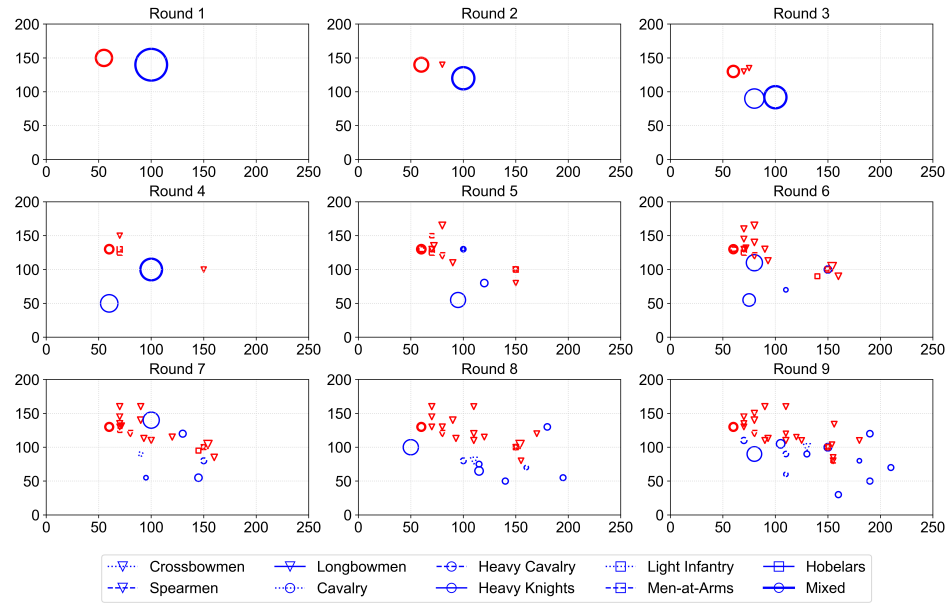 Round 1
Round 2
Round 3
200
150
100
50
0
0 50 100 150 200 250
200
150
100
50
0
0 50 100 150 200 250
200
150
100
50
0
0 50 100 150 200 250
Round 4
Round 5
Round 6
200
150
100
50
0
0 50 100 150 200 250
200
150
100
50
0
0 50 100 150 200 250
200
150
100
50
0
0 50 100 150 200 250
Round 7
Round 8
Round 9
200
150
100
50
0
0 50 100 150 200 250
200
150
100
50
0
0 50 100 150 200 250
200
150
100
50
0
0 50 100 150 200 250
Crossbowmen
Spearmen
Longbowmen
Cavalry
Heavy Cavalry
Heavy Knights
Light Infantry
Men-at-Arms
Hobelars
Mixed